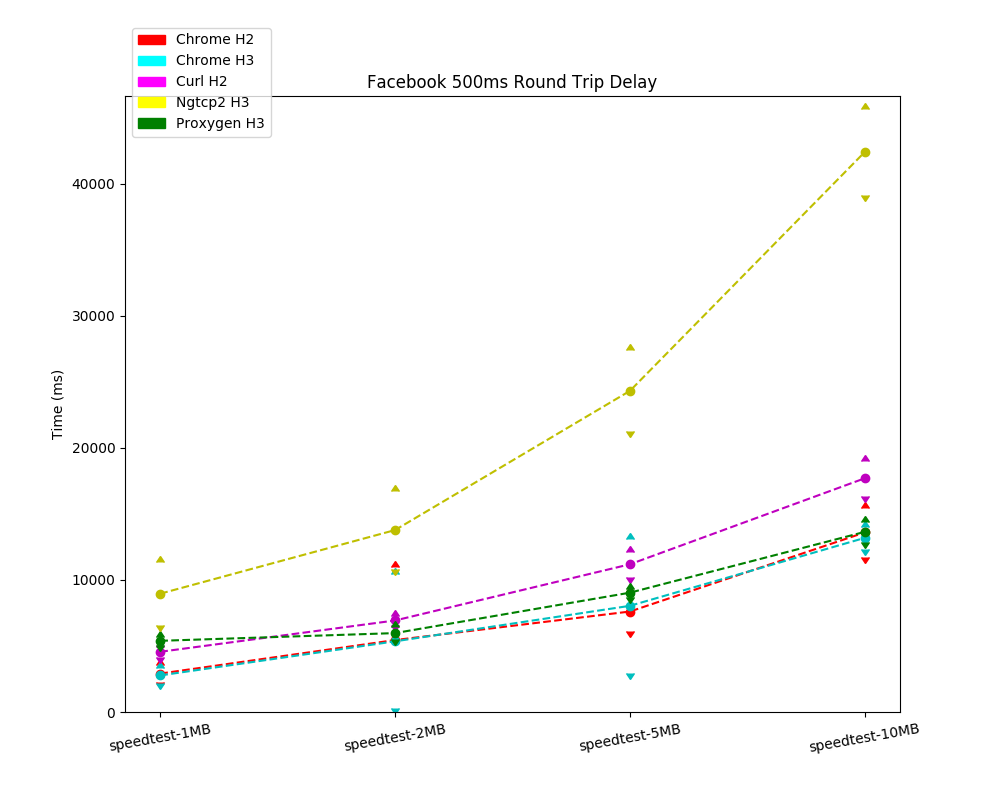 Chrome H2
Chrome H3
Curl H2
Ngtcp2 H3
Proxygen H3
Facebook 500ms Round Trip Delay
Time (ms)
40000
30000
20000
10000
0
speedtest-1MB
speedtest-2MB
speedtest-5MB
speedtest-10MB